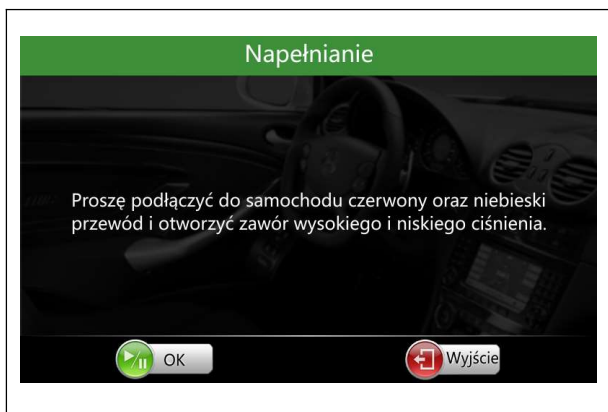 Napełnianie
Proszę podłączyć do samochodu czerwony oraz niebieski
przewód i otworzyć zawór wysokiego i niskiego ciśnienia.
OK
Wyjście